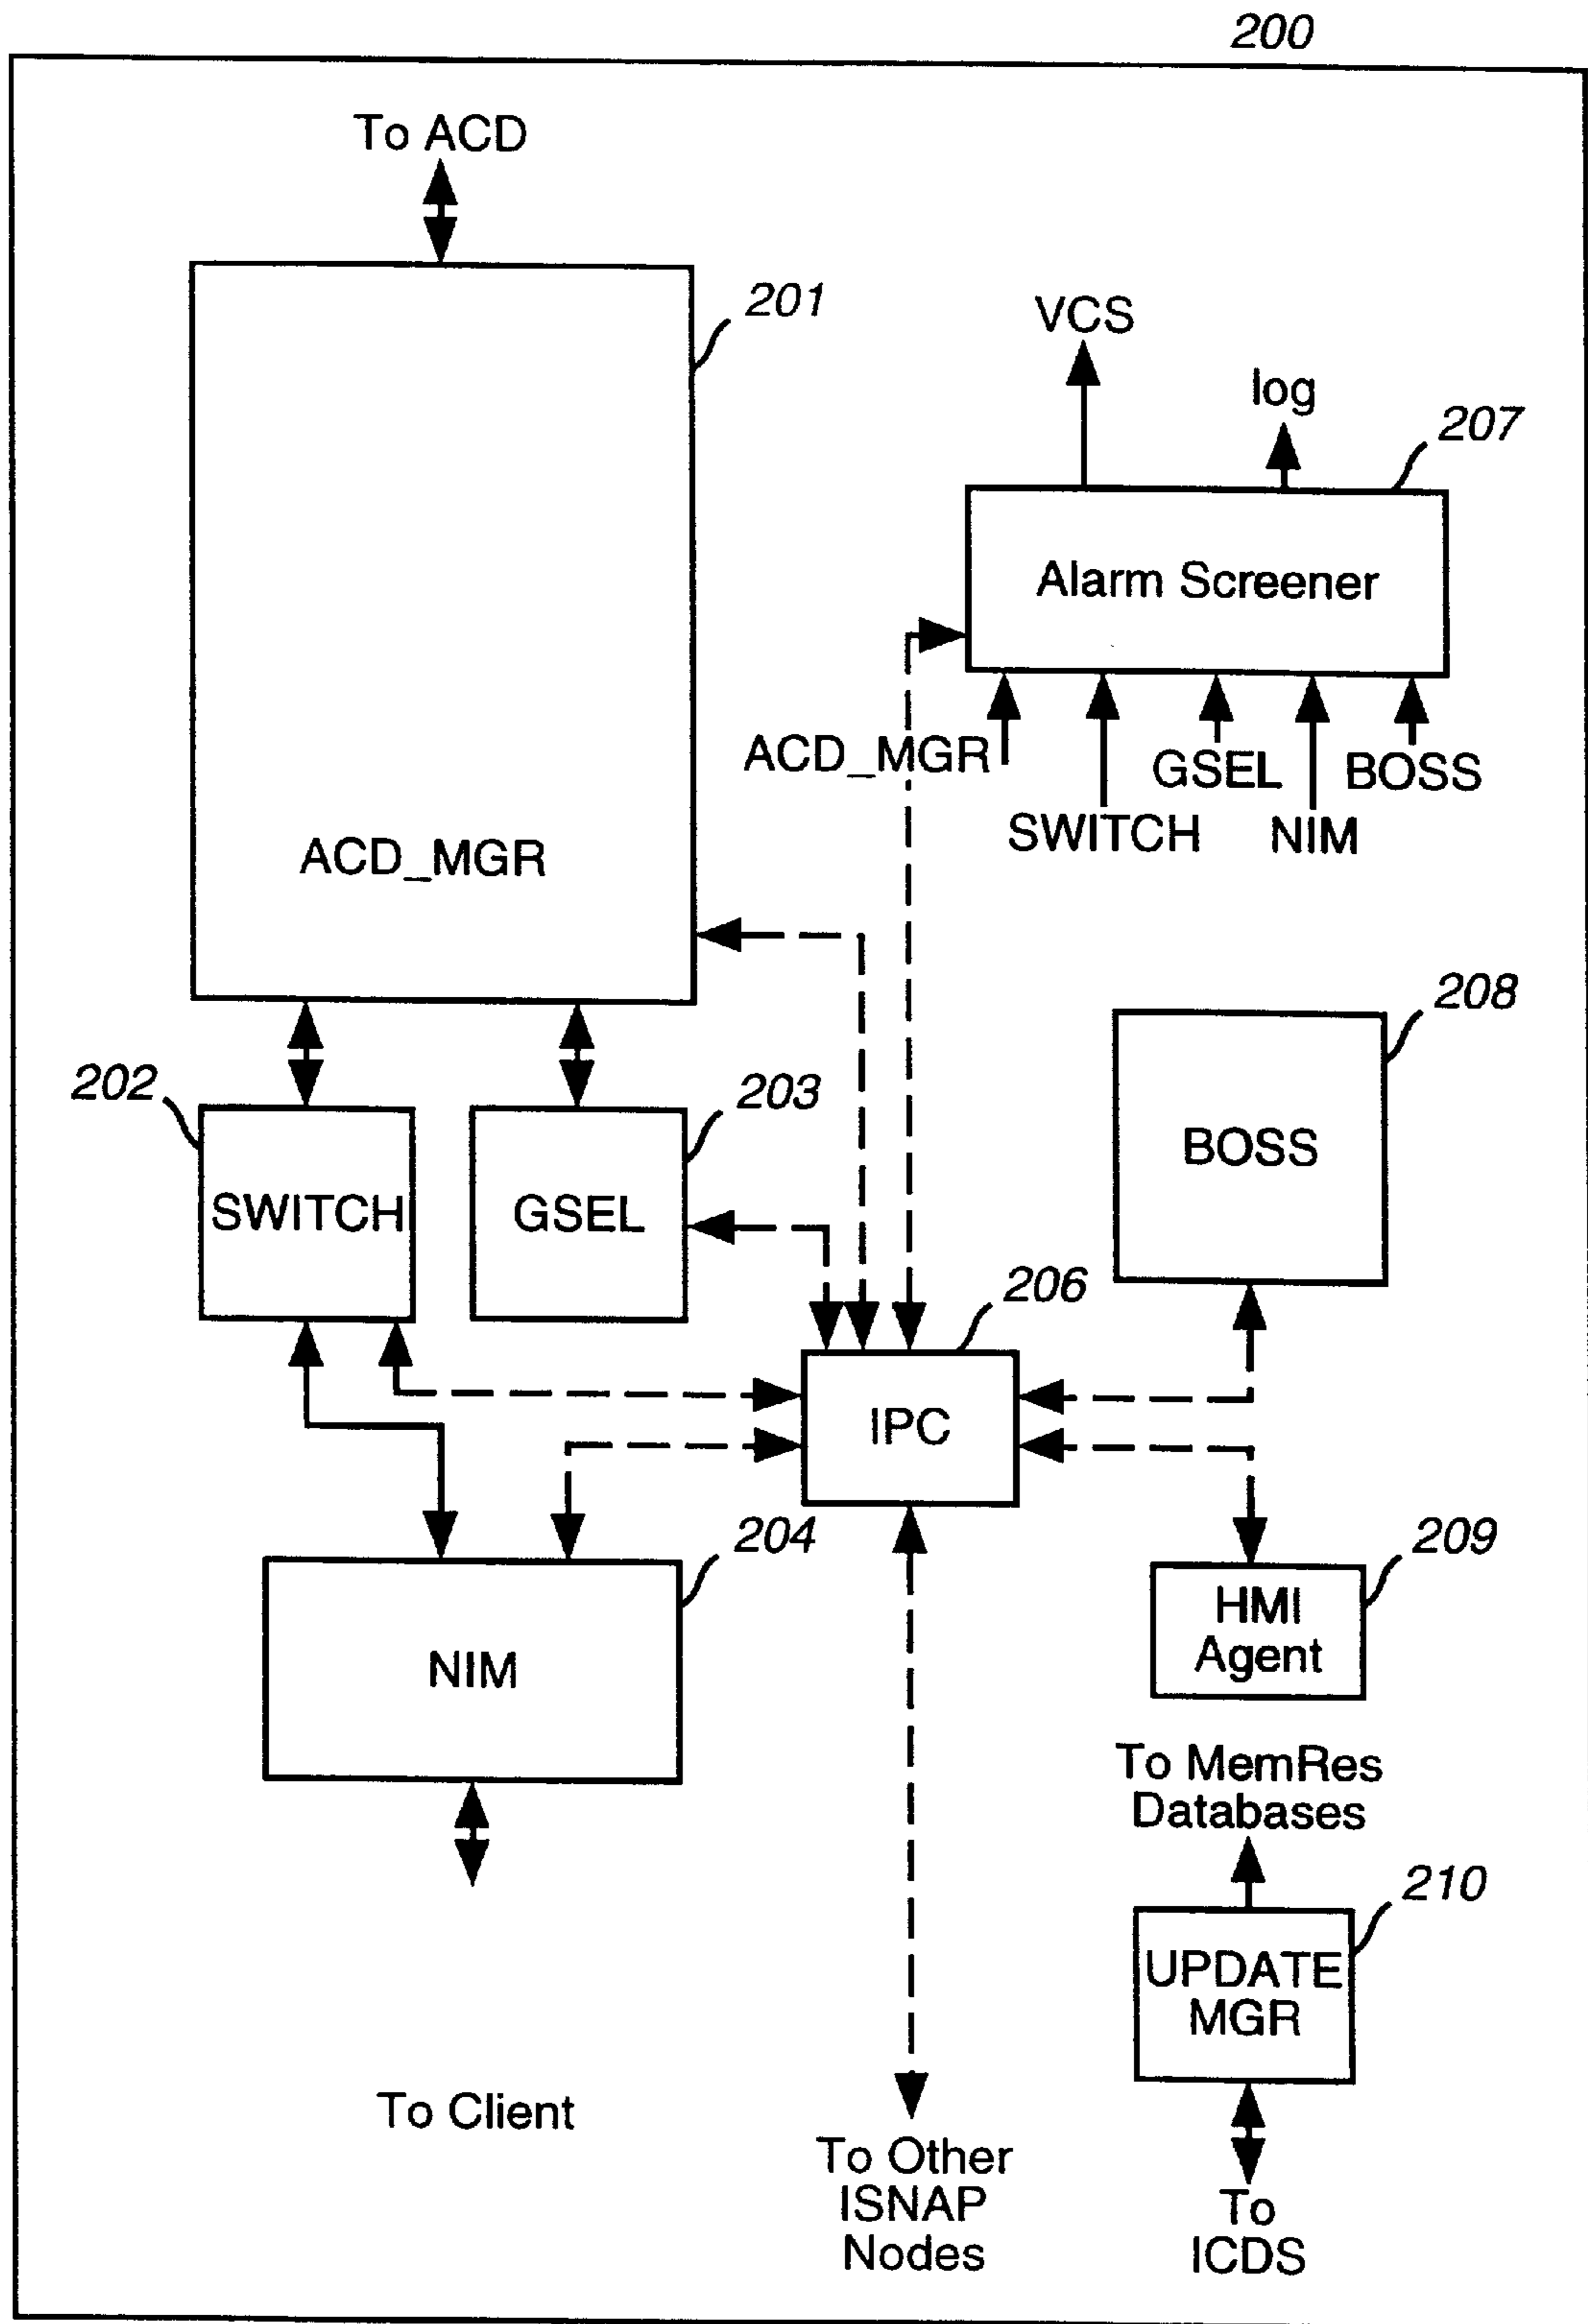 200
To ACD
201
VCS
log
207
Alarm Screener
ACD_MGR
GSEL
BOSS
SWITCH
NIM
ACD_MGR
208
202
203
BOSS
SWITCH
GSEL
206
IPC
204
209
HMI
Agent
NIM
To MemRes
Databases
210
UPDATE
MGR
To Client
To Other
ISNAP
Nodes
To
ICDS